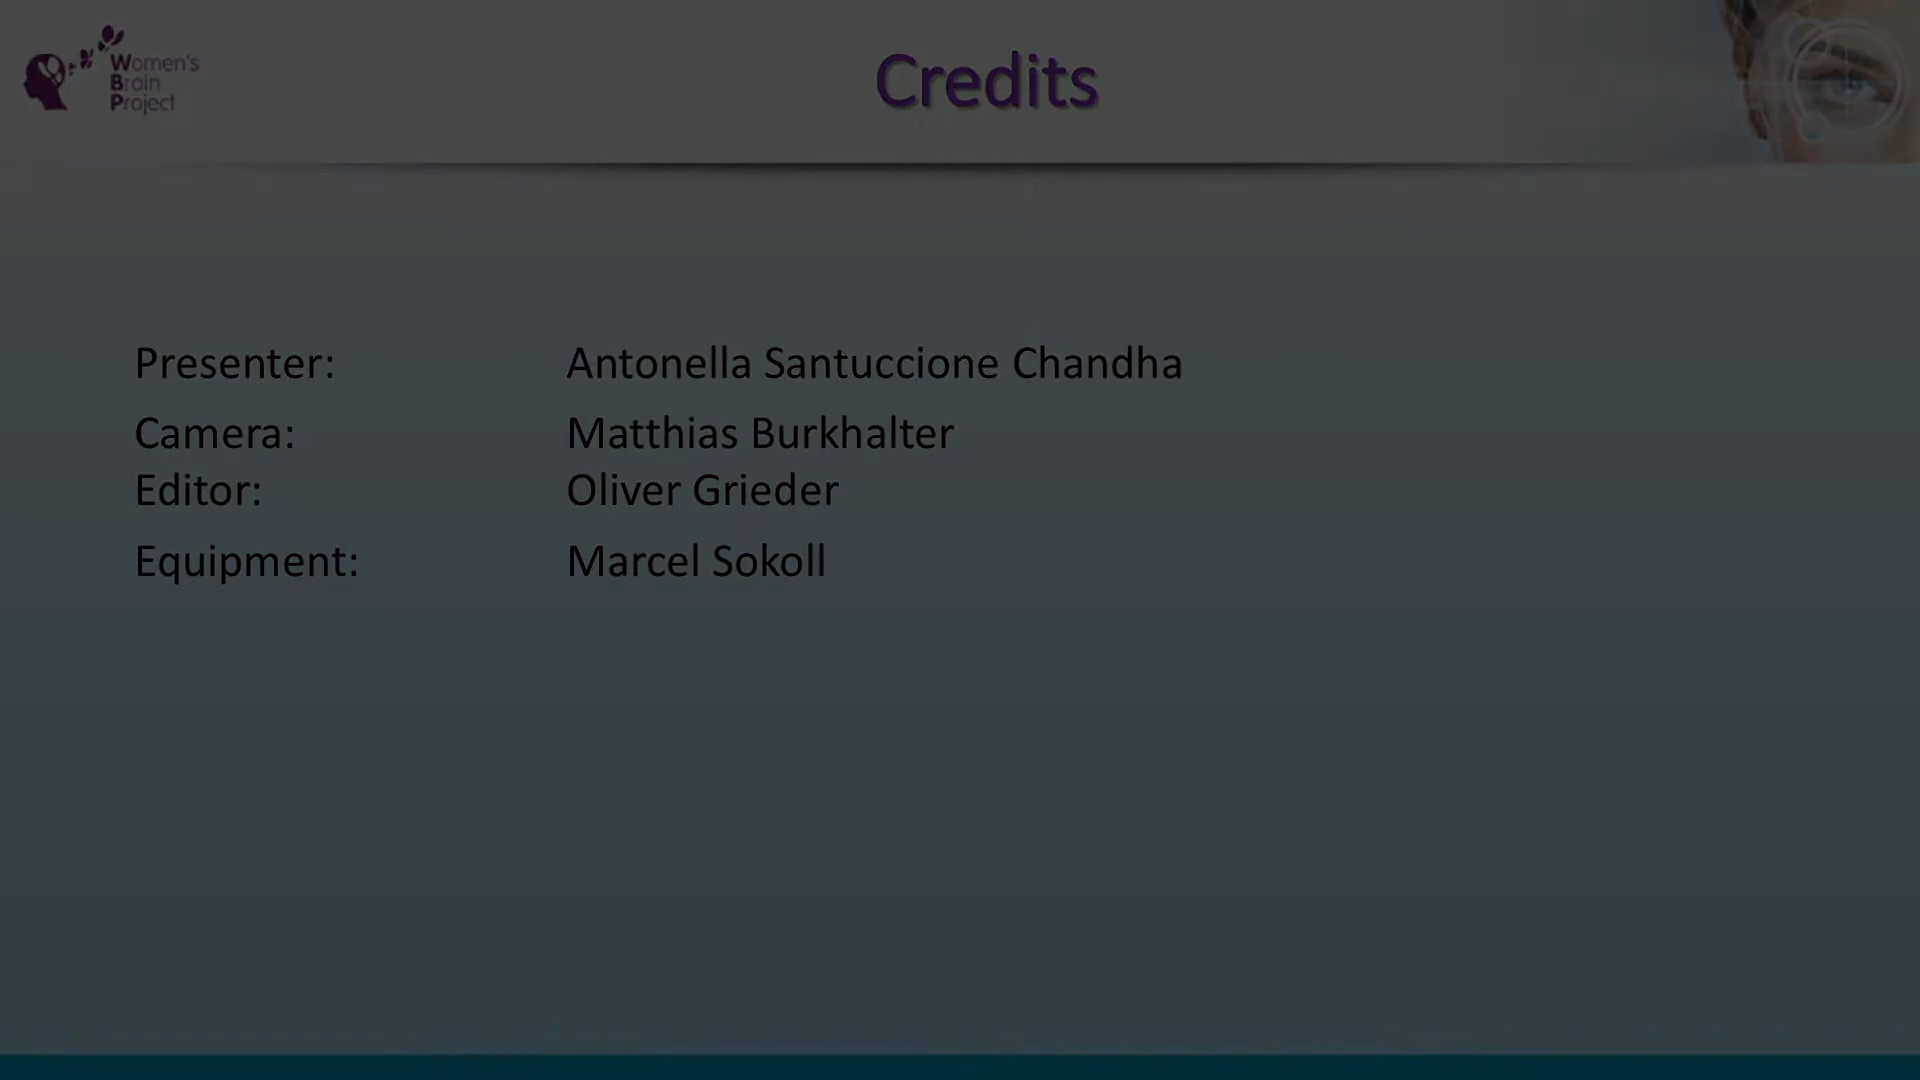 Women's
Brain
Project
Credits
Presenter: Antonella Santuccione Chandha
Camera: Matthias Burkhalter
Editor: Oliver Grieder
Equipment: Marcel Sokoll